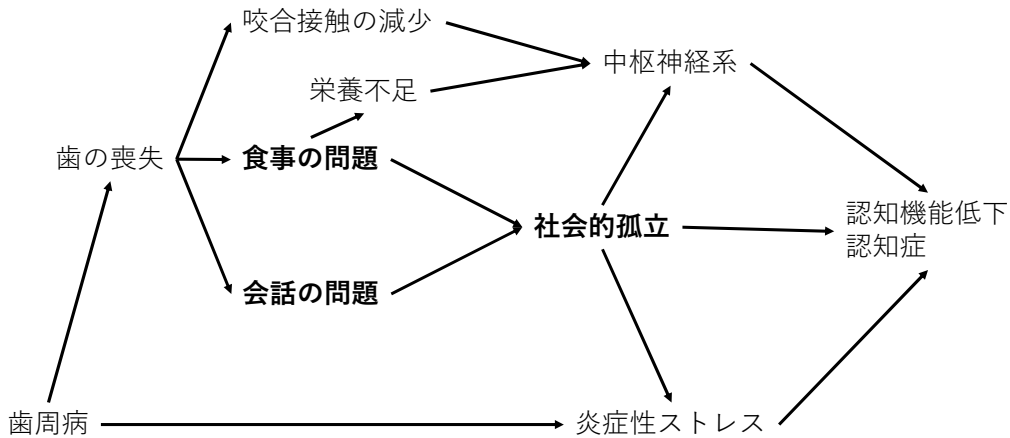 咬合接触の減少
中枢神経系
栄養不足
歯の喪失
食事の問題
社会的孤立
認知機能低下
認知症
会話の問題
歯周病
炎症性ストレス